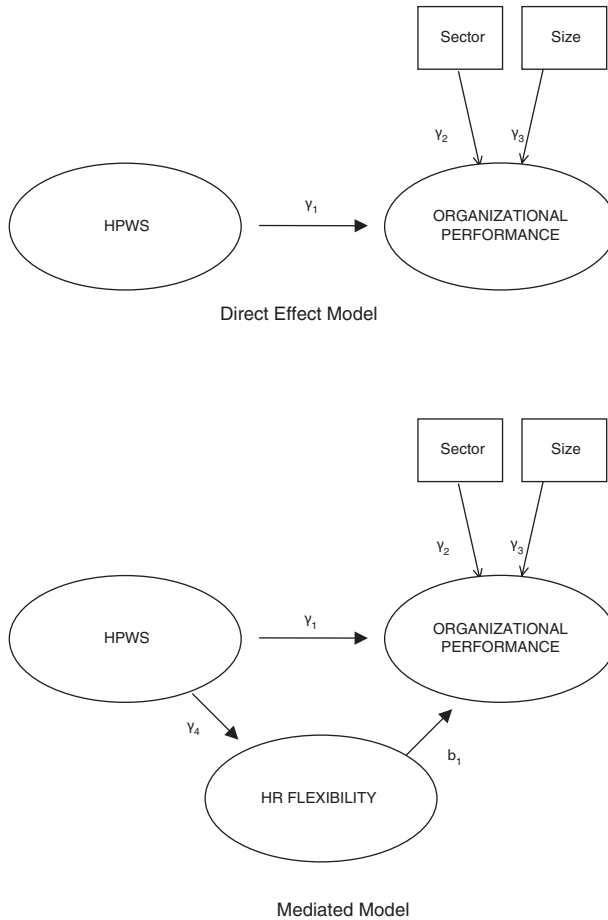 Sector Size
γ2 γ3
γ1
HPWS
ORGANIZATIONAL
PERFORMANCE
Direct Effect Model
Sector Size
γ2 γ3
γ1
HPWS
ORGANIZATIONAL
PERFORMANCE
γ4
b1
HR FLEXIBILITY
Mediated Model